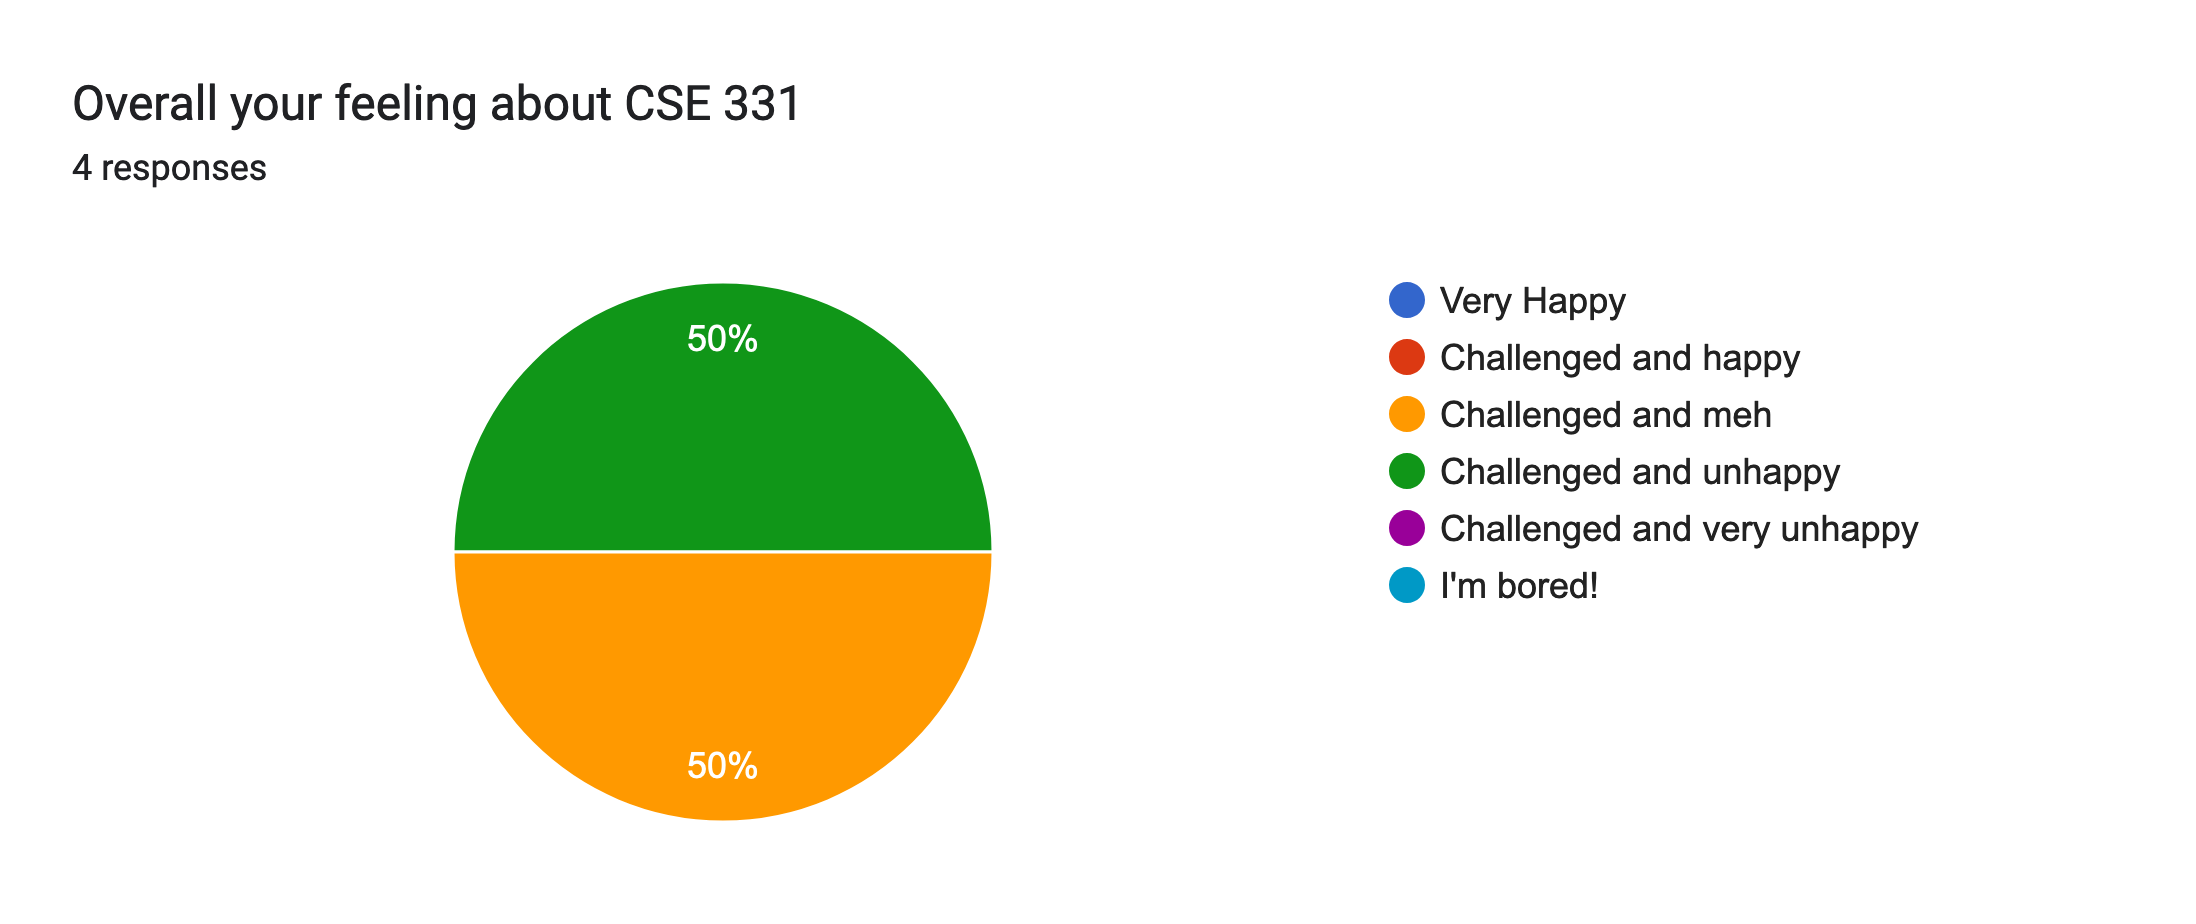 Overall your feeling about CSE 331
4 responses
50%
50%
Very Happy
Challenged and happy
Challenged and meh
Challenged and unhappy
Challenged and very unhappy
I'm bored!